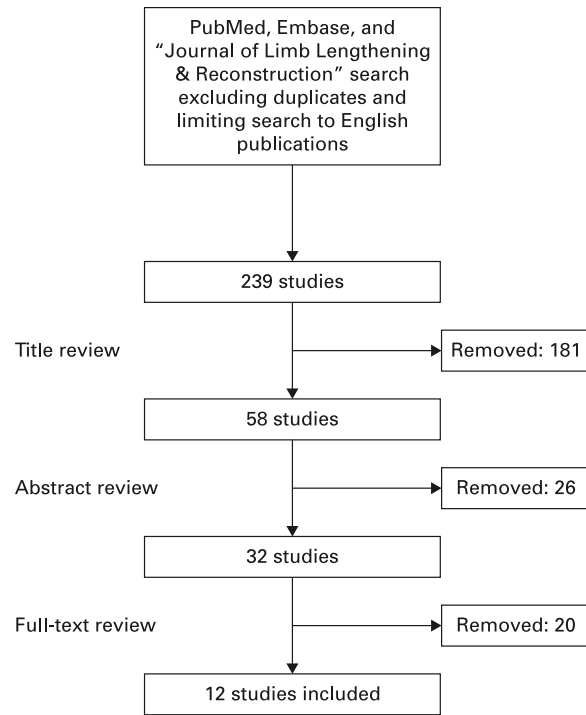 PubMed, Embase, and
“Journal of Limb Lengthening
& Reconstruction” search
excluding duplicates and
limiting search to English
publications
239 studies
Title review
Removed: 181
58 studies
Abstract review
Removed: 26
32 studies
Full-text review
Removed: 20
12 studies included